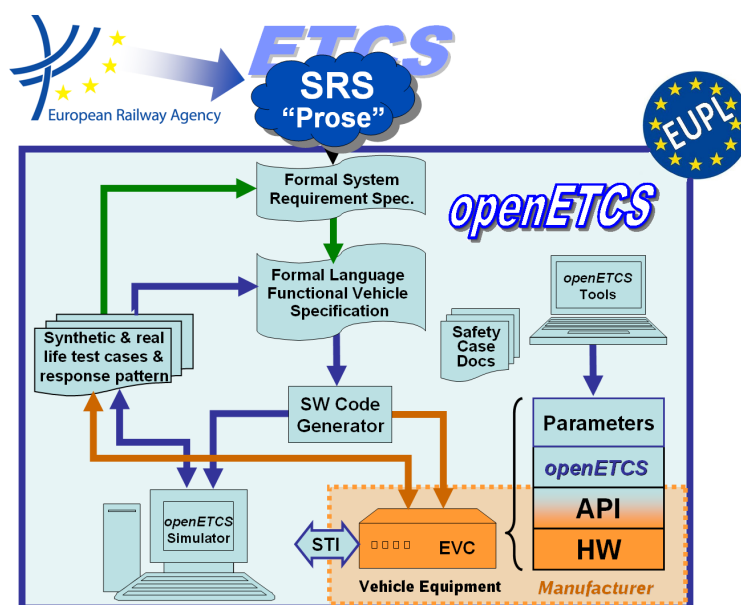 ETCS
SRS
“Prose”
European Railway Agency
EUPL
Formal System
Requirement Spec.
openETCS
Formal Language
Functional Vehicle
Specification
openETCS
Tools
Synthetic & real
life test cases &
response pattern
Safety
Case
Docs
SW Code
Generator
Parameters
openETCS
API
HW
openETCS
Simulator
STI
EVC
Vehicle Equipment
Manufacturer